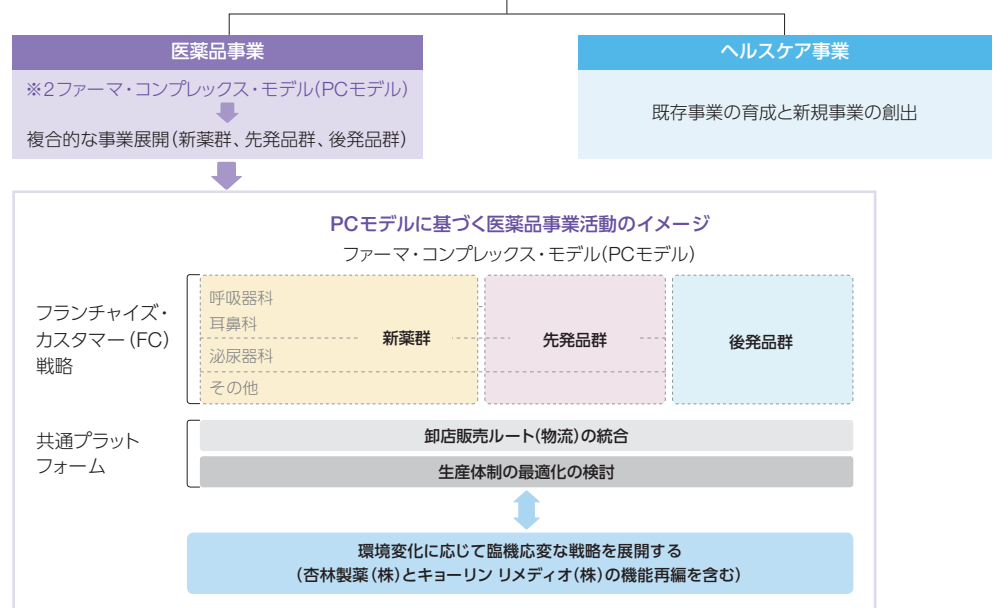 医薬品事業
※2ファーマ・コンプレックス・モデル(PCモデル)
複合的な事業展開(新薬群、先発品群、後発品群)
ヘルスケア事業
既存事業の育成と新規事業の創出
PCモデルに基づく医薬品事業活動のイメージ
ファーマ・コンプレックス・モデル(PCモデル)
フランチャイズ・
カスタマー(FC)
戦略
呼吸器科
耳鼻科
泌尿器科
その他
新薬群
先発品群
後発品群
共通プラット
フォーム
卸店販売ルート(物流)の統合
生産体制の最適化の検討
環境変化に応じて臨機応変な戦略を展開する
(杏林製薬(株)とキョーリン リメディオ(株)の機能再編を含む)